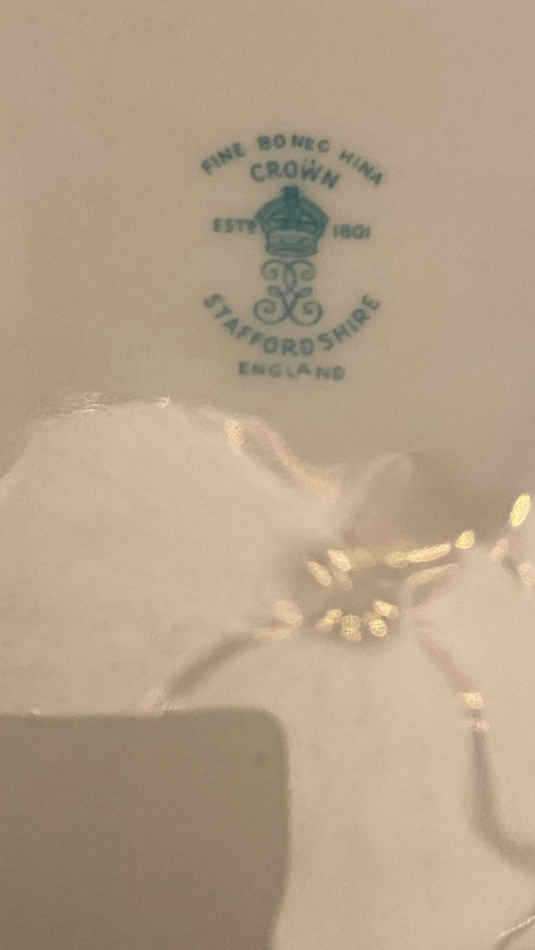 FINE BONE CHINA
CROWN
ESTD 1801
STAFFORDSHIRE
ENGLAND